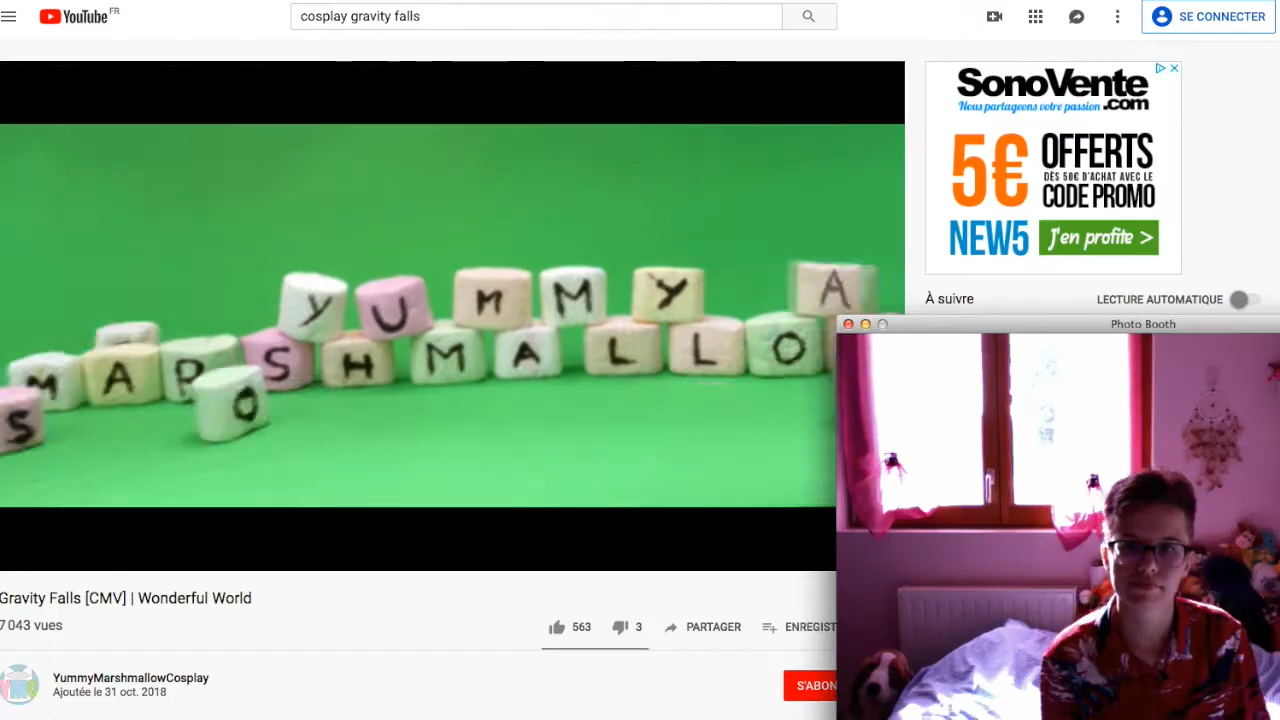 YouTube FR
cosplay gravity falls
SE CONNECTER
SonoVente
.com
Nous partageons votre passion
5€ OFFERTS
DÈS 50€ D'ACHAT AVEC LE
CODE PROMO
NEW5
J'en profite >
YUMMY A
MARSHMALLO
S
O
À suivre
LECTURE AUTOMATIQUE
Photo Booth
Gravity Falls [CMV] | Wonderful World
7 043 vues
563
3
PARTAGER
ENREGIST
YummyMarshmallowCosplay
Ajoutée le 31 oct. 2018
S'ABON